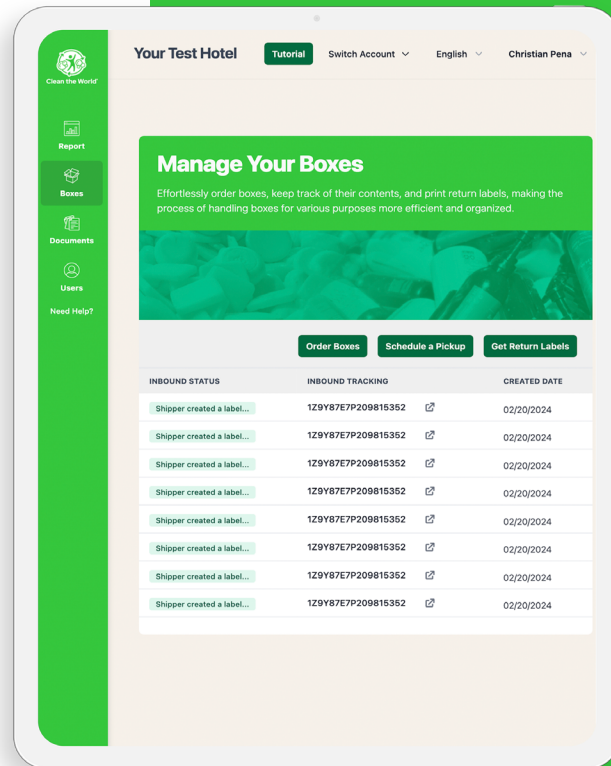 Clean the World
Report
Boxes
Documents
Users
Need Help?
Your Test Hotel
Tutorial
Switch Account
English
Christian Pena
Manage Your Boxes
Effortlessly order boxes, keep track of their contents, and print return labels, making the
process of handling boxes for various purposes more efficient and organized.
Order Boxes
Schedule a Pickup
Get Return Labels
INBOUND STATUS INBOUND TRACKING CREATED DATE
Shipper created a label... 1Z9Y87E7P209815352 02/20/2024
Shipper created a label... 1Z9Y87E7P209815352 02/20/2024
Shipper created a label... 1Z9Y87E7P209815352 02/20/2024
Shipper created a label... 1Z9Y87E7P209815352 02/20/2024
Shipper created a label... 1Z9Y87E7P209815352 02/20/2024
Shipper created a label... 1Z9Y87E7P209815352 02/20/2024
Shipper created a label... 1Z9Y87E7P209815352 02/20/2024
Shipper created a label... 1Z9Y87E7P209815352 02/20/2024